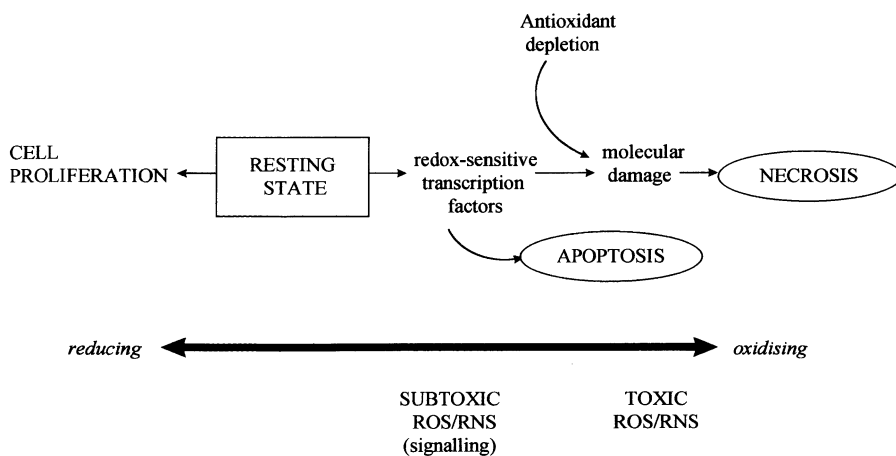 Antioxidant
depletion
CELL
PROLIFERATION
RESTING
STATE
redox-sensitive
transcription
factors
molecular
damage
NECROSIS
APOPTOSIS
reducing
oxidising
SUBTOXIC
ROS/RNS
(signalling)
TOXIC
ROS/RNS